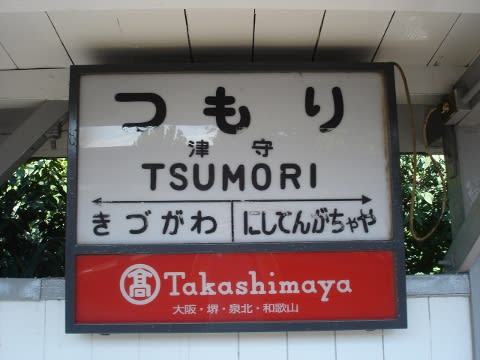 つもり
津守
TSUMORI
きづがわ にしてんがちゃや
髙 Takashimaya
大阪・堺・泉北・和歌山